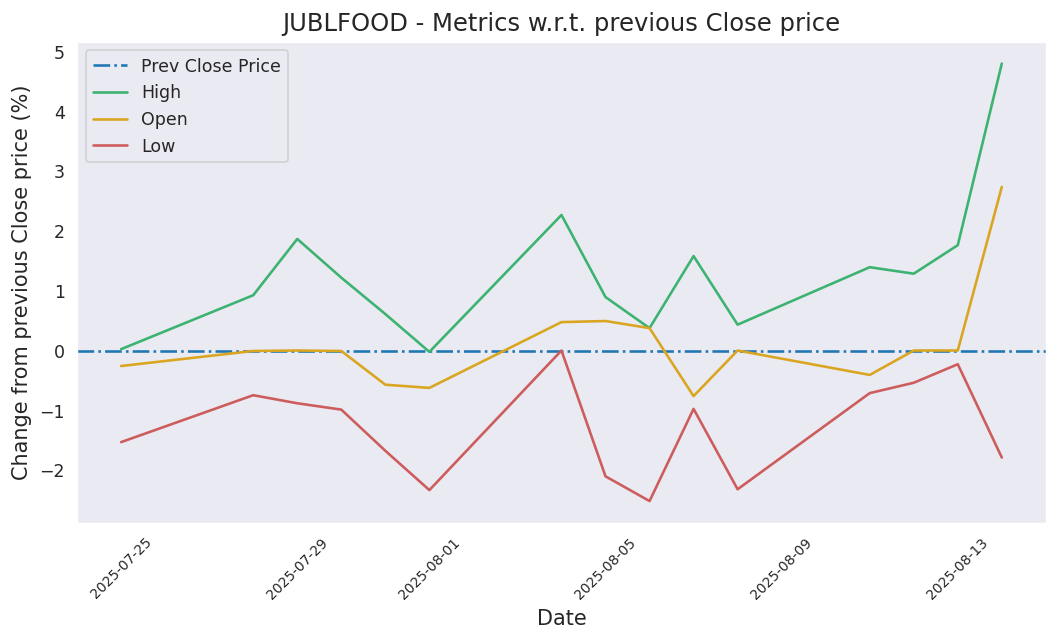 JUBLFOOD - Metrics w.r.t. previous Close price
Change from previous Close price (%)
5
4
3
2
1
0
−1
−2
Prev Close Price
High
Open
Low
2025-07-25
2025-07-29
2025-08-01
2025-08-05
2025-08-09
2025-08-13
Date